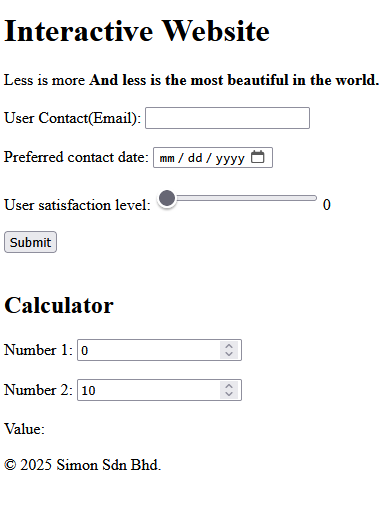 Interactive Website
Less is more And less is the most beautiful in the world.
User Contact(Email):
Preferred contact date: mm / dd / yyyy
User satisfaction level: 0
Submit
Calculator
Number 1: 0
Number 2: 10
Value:
© 2025 Simon Sdn Bhd.